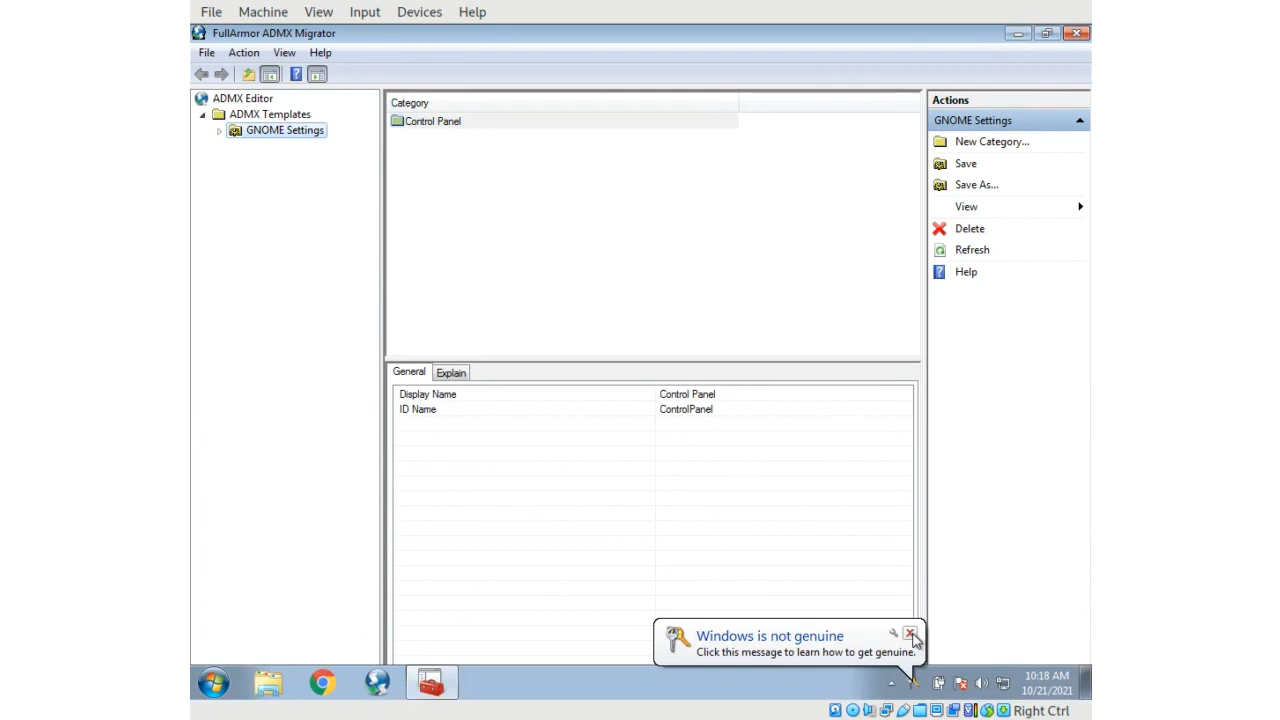 File Machine View Input Devices Help
FullArmor ADMX Migrator
File Action View Help
ADMX Editor
ADMX Templates
GNOME Settings
Category
Control Panel
General Explain
Display Name Control Panel
ID Name ControlPanel
Actions
GNOME Settings
New Category...
Save
Save As...
View
Delete
Refresh
Help
Windows is not genuine
Click this message to learn how to get genuine.
10:18 AM
10/21/2021
Right Ctrl